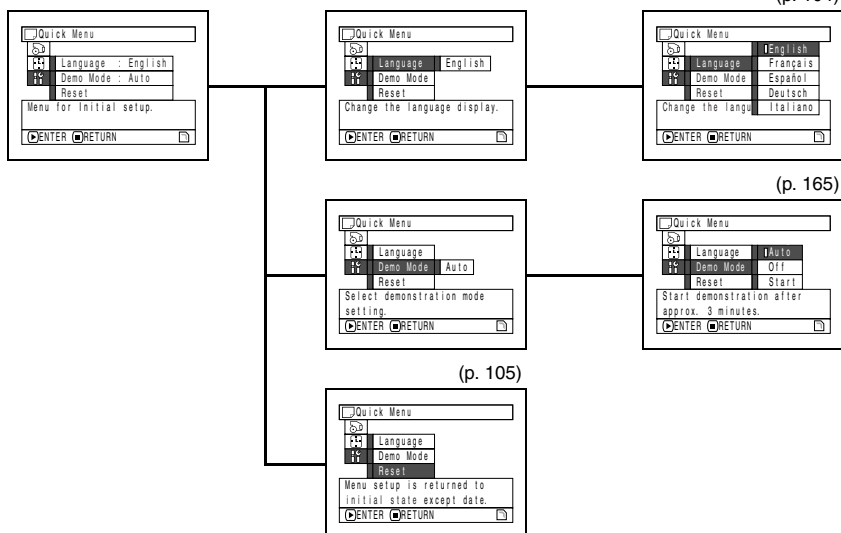 Quick Menu
Language : English
Demo Mode : Auto
Reset
Menu for Initial setup.
ENTER RETURN
Quick Menu
Language English
Demo Mode
Reset
Change the language display.
ENTER RETURN
Quick Menu
English
Language Français
Demo Mode Español
Reset Deutsch
Change the langu Italiano
ENTER RETURN
(p. 165)
Quick Menu
Language
Demo Mode Auto
Reset
Select demonstration mode
setting.
ENTER RETURN
Quick Menu
Language Auto
Demo Mode Off
Reset Start
Start demonstration after
approx. 3 minutes.
ENTER RETURN
(p. 105)
Quick Menu
Language
Demo Mode
Reset
Menu setup is returned to
initial state except date.
ENTER RETURN